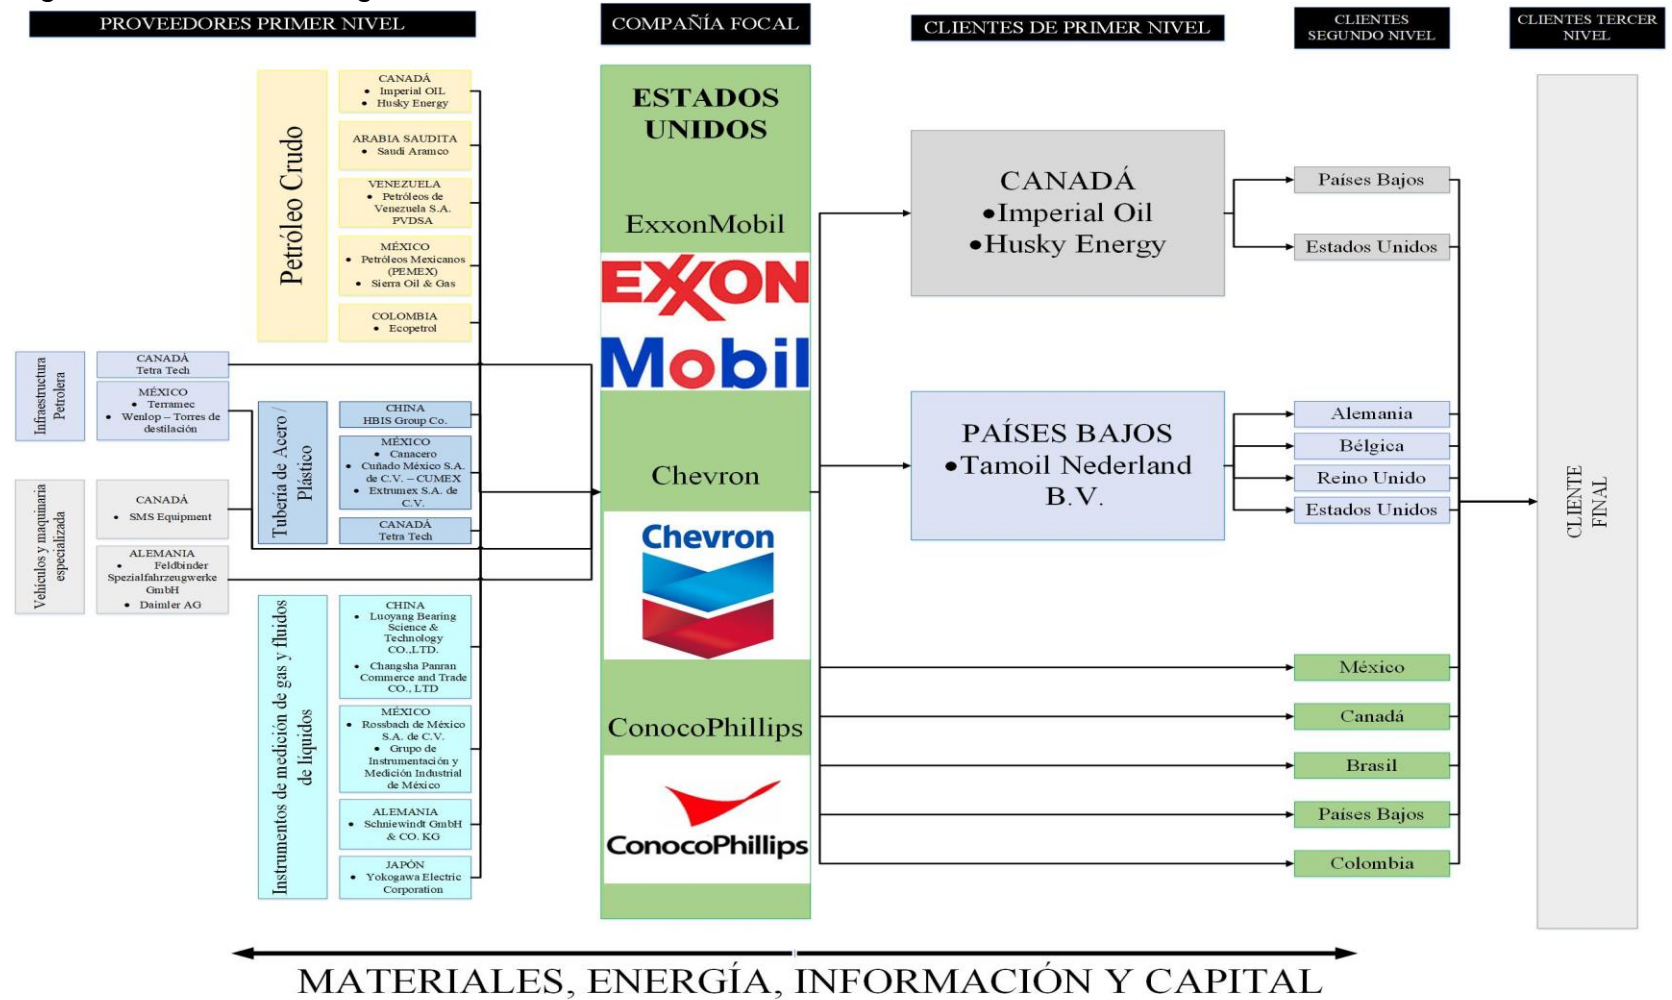 PROVEEDORES PRIMER NIVEL
COMPAÑÍA FOCAL
CLIENTES DE PRIMER NIVEL
CLIENTES
SEGUNDO NIVEL
CLIENTES TERCER
NIVEL
Petróleo Crudo
CANADÁ
• Imperial OIL
• Husky Energy
ARABIA SAUDITA
• Saudi Aramco
VENEZUELA
• Petróleos de
Venezuela S.A.
PVDSA
MÉXICO
• Petróleos Mexicanos
(PEMEX)
• Sierra Oil & Gas
COLOMBIA
• Ecopetrol
Infraestructura
Petrolera
CANADÁ
Tetra Tech
MÉXICO
• Terramec
• Wenlop – Torres de
destilación
Tubería de Acero /
Plástico
CHINA
HBIS Group Co.
MÉXICO
• Canacero
• Cuñado México S.A.
de C.V. – CUMEX
• Extrumex S.A. de
C.V.
CANADÁ
Tetra Tech
Vehículos y maquinaria
especializada
CANADÁ
• SMS Equipment
ALEMANIA
• Feldbinder
Spezialfahrzeugwerke
GmbH
• Daimler AG
Instrumentos de medición de gas y fluidos
de líquidos
CHINA
• Luoyang Bearing
Science &
Technology
CO.,LTD.
• Changsha Panran
Commerce and Trade
CO., LTD
MÉXICO
• Rossbach de México
S.A. de C.V.
• Grupo de
Instrumentación y
Medición Industrial
de México
ALEMANIA
• Schniewindt GmbH
& CO. KG
JAPÓN
• Yokogawa Electric
Corporation
ESTADOS
UNIDOS
ExxonMobil
EXXON
Mobil
Chevron
Chevron
ConocoPhillips
ConocoPhillips
CANADÁ
•Imperial Oil
•Husky Energy
PAÍSES BAJOS
•Tamoil Nederland
B.V.
Países Bajos
Estados Unidos
Alemania
Bélgica
Reino Unido
Estados Unidos
México
Canadá
Brasil
Países Bajos
Colombia
CLIENTE
FINAL
MATERIALES, ENERGÍA, INFORMACIÓN Y CAPITAL